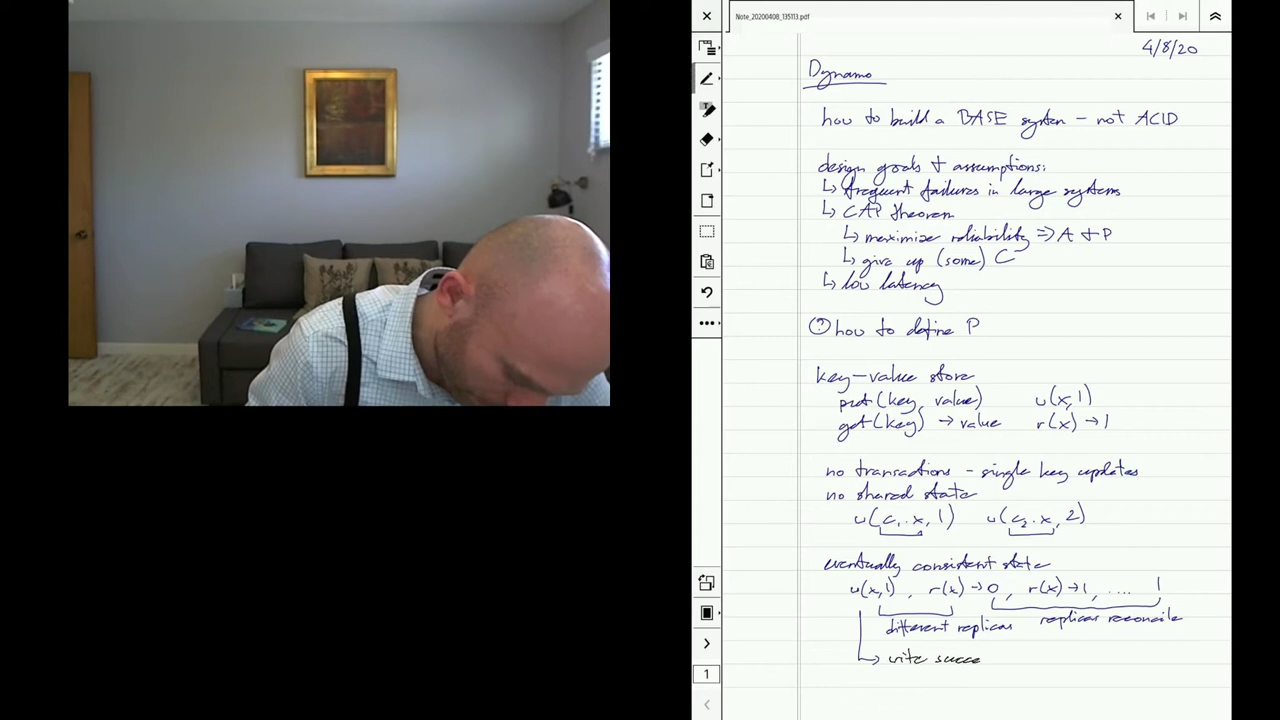 Note_20200408_135113.pdf
4/8/20
Dynamo
how to build a BASE system - not ACID
design goals + assumptions:
↳ frequent failures in large systems
↳ CAP theorem
↳ maximize reliability ⇒ A + P
↳ give up (some) C
↳ low latency
? how to define P
key-value store
put(key, value) w(x,1)
get(key) → value r(x) → 1
no transactions - single key updates
no shared state
w(c1.x, 1) w(c2.x, 2)
eventually consistent state
w(x,1), r(x) → 0, r(x) → 1, .... 1
different replicas replicas reconcile
↳ write succe
1